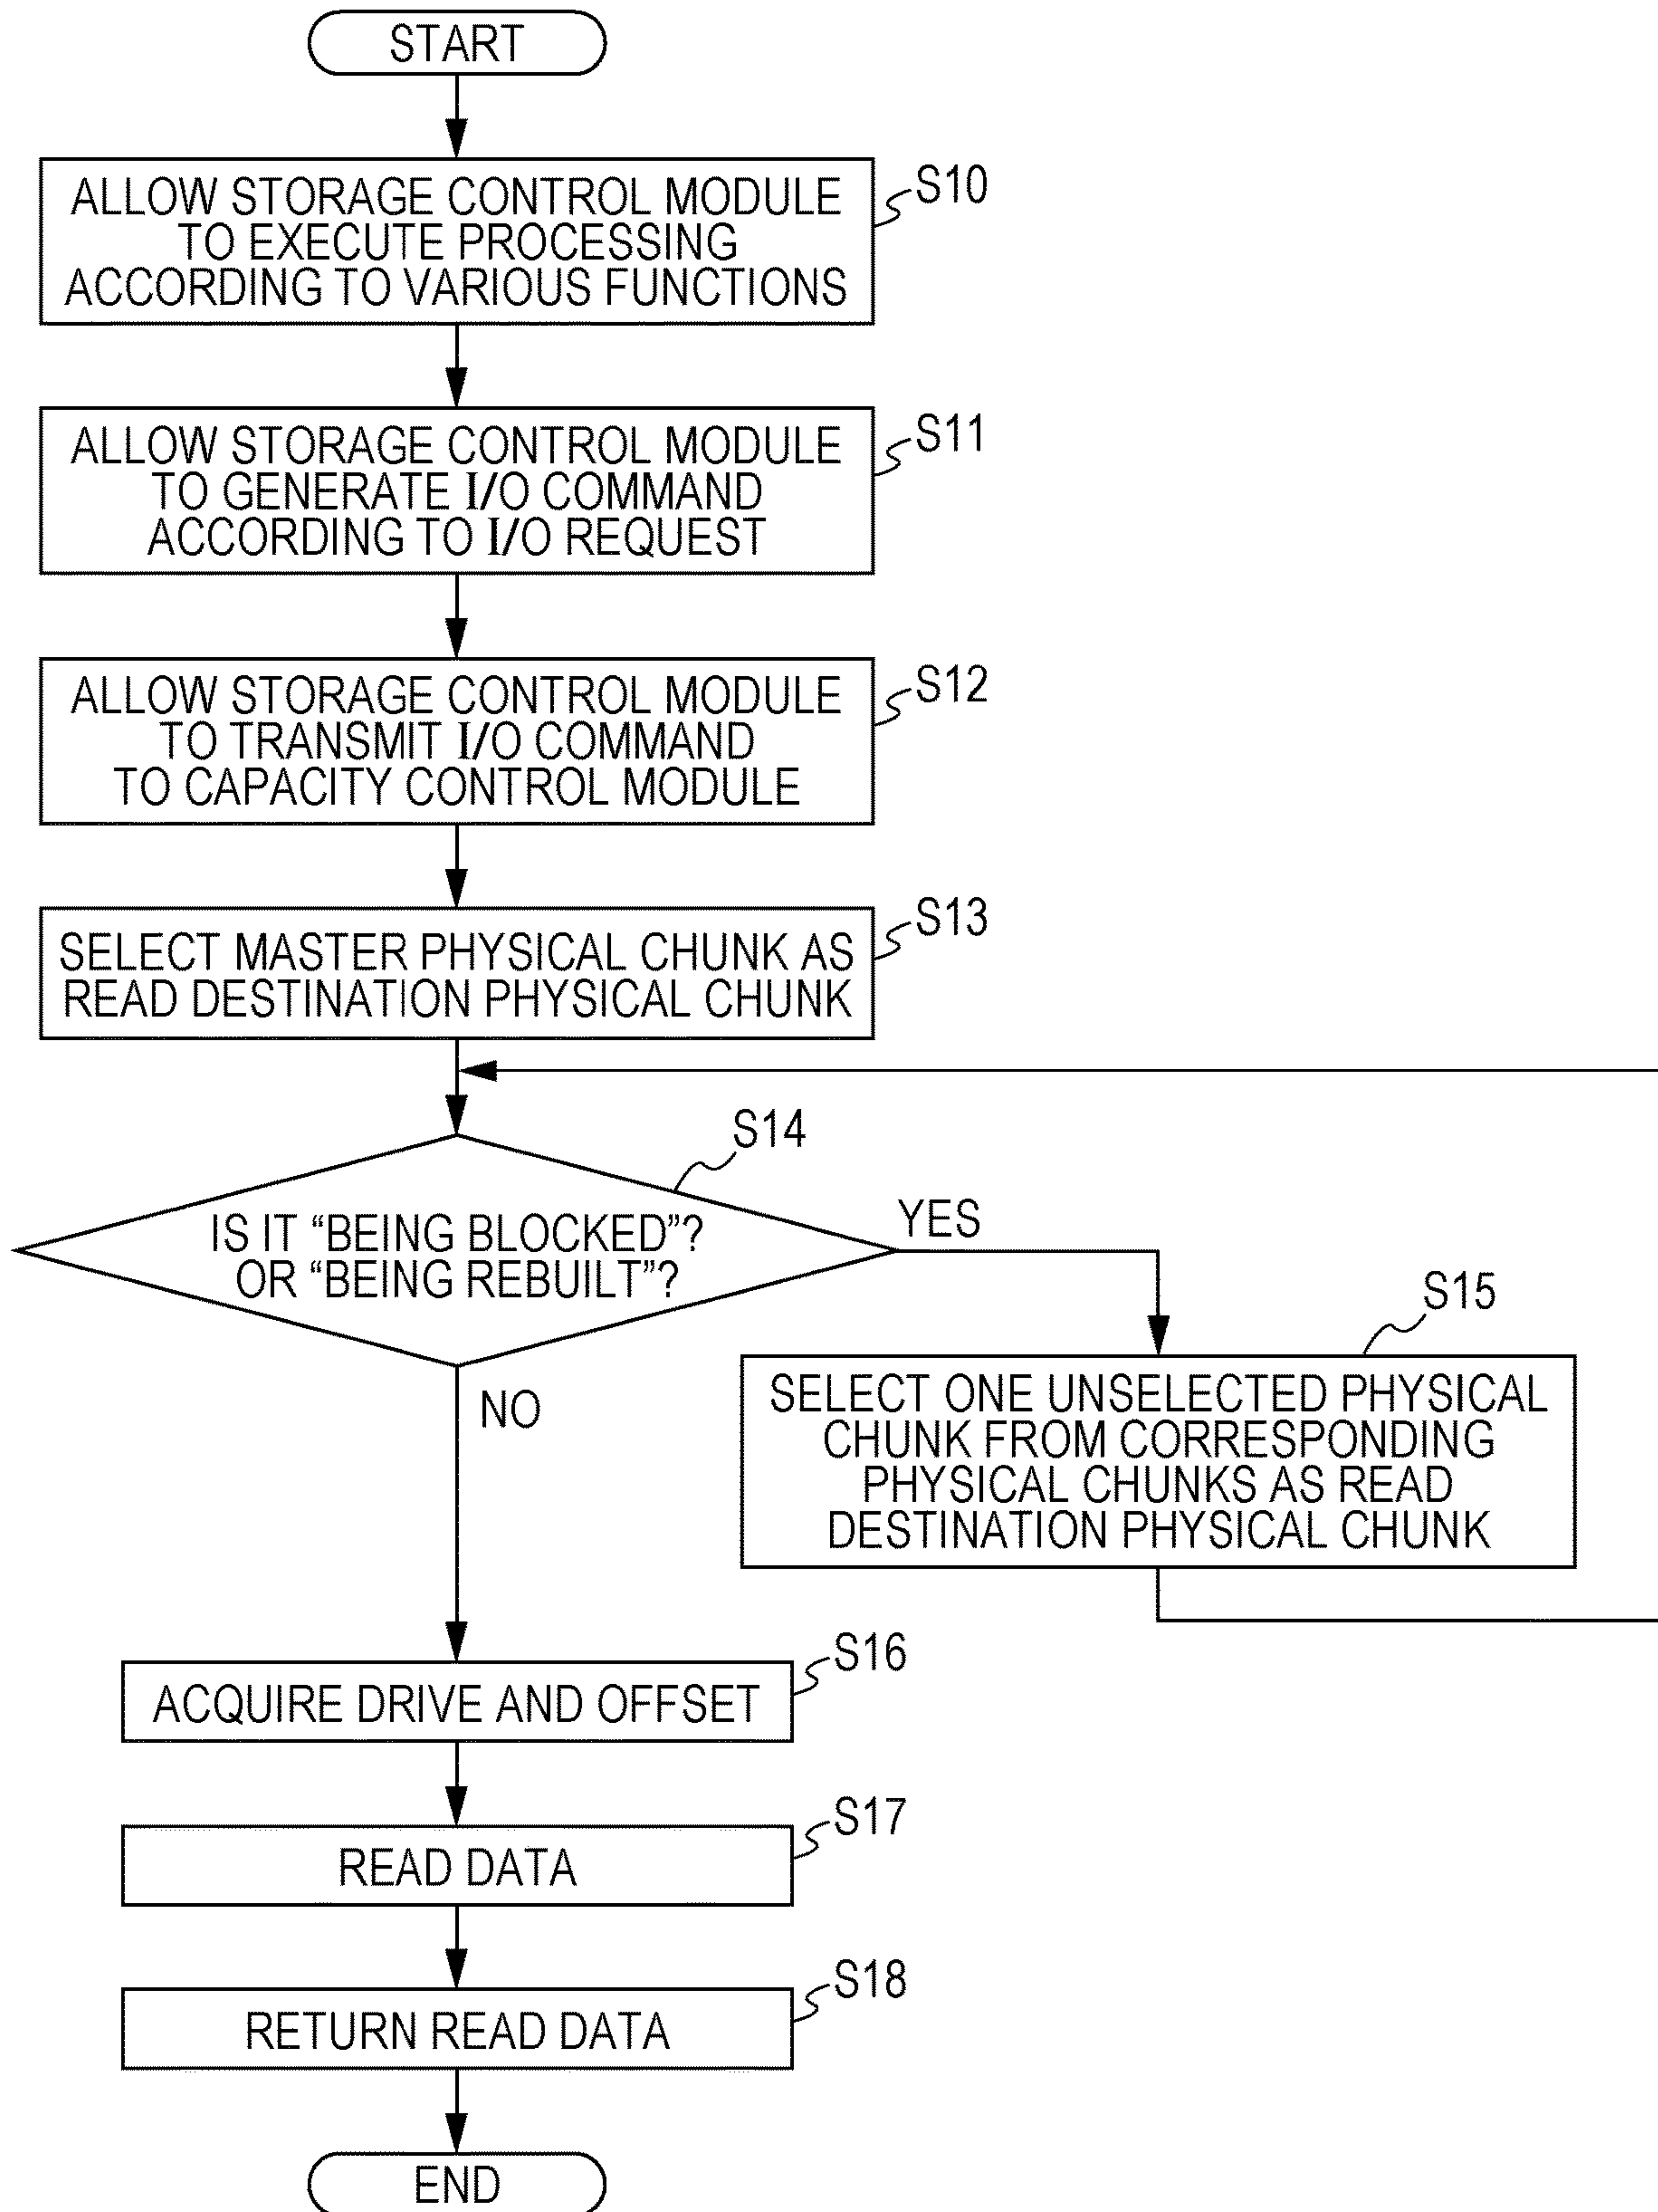 START
ALLOW STORAGE CONTROL MODULE
TO EXECUTE PROCESSING
ACCORDING TO VARIOUS FUNCTIONS
S10
ALLOW STORAGE CONTROL MODULE
TO GENERATE I/O COMMAND
ACCORDING TO I/O REQUEST
S11
ALLOW STORAGE CONTROL MODULE
TO TRANSMIT I/O COMMAND
TO CAPACITY CONTROL MODULE
S12
SELECT MASTER PHYSICAL CHUNK AS
READ DESTINATION PHYSICAL CHUNK
S13
S14
IS IT “BEING BLOCKED”?
OR “BEING REBUILT”?
YES
NO
S15
SELECT ONE UNSELECTED PHYSICAL
CHUNK FROM CORRESPONDING
PHYSICAL CHUNKS AS READ
DESTINATION PHYSICAL CHUNK
S16
ACQUIRE DRIVE AND OFFSET
S17
READ DATA
S18
RETURN READ DATA
END